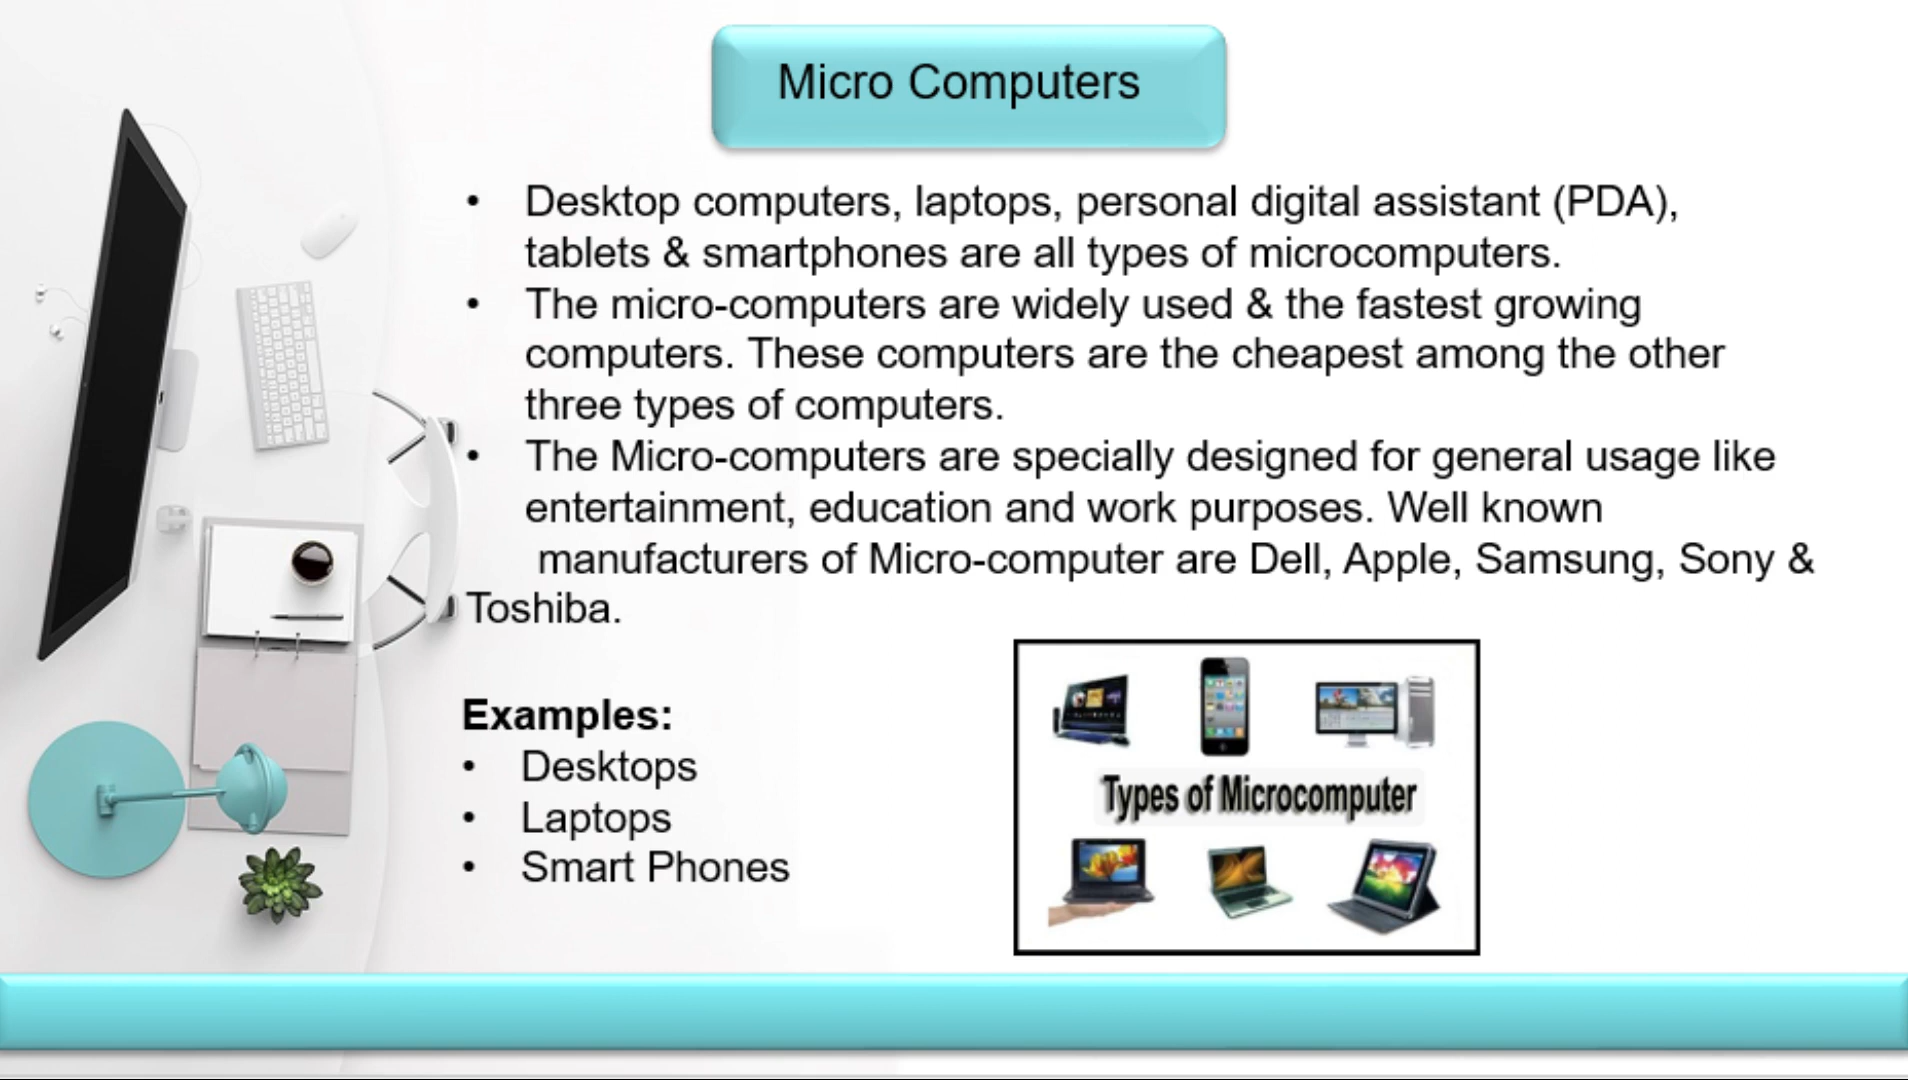 Micro Computers
• Desktop computers, laptops, personal digital assistant (PDA),
tablets & smartphones are all types of microcomputers.
• The micro-computers are widely used & the fastest growing
computers. These computers are the cheapest among the other
three types of computers.
• The Micro-computers are specially designed for general usage like
entertainment, education and work purposes. Well known
manufacturers of Micro-computer are Dell, Apple, Samsung, Sony &
Toshiba.
Examples:
• Desktops
• Laptops
• Smart Phones
Types of Microcomputer